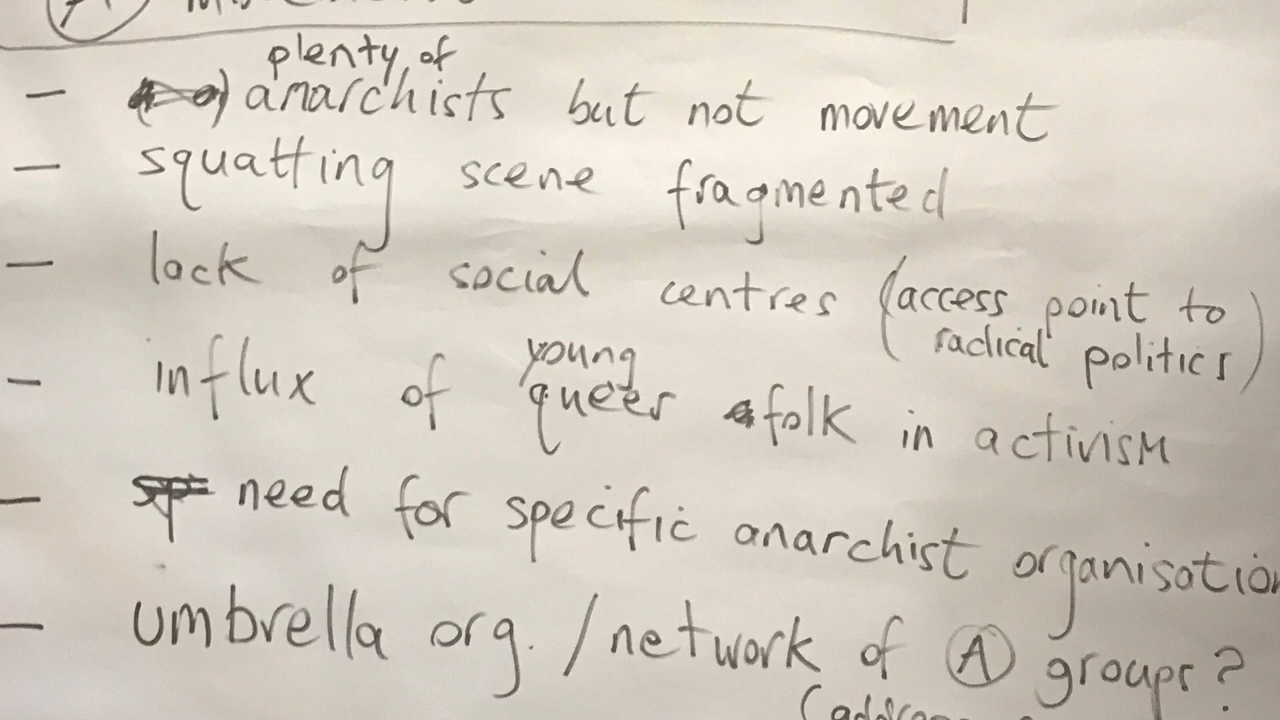 plenty of
– anarchists but not movement
– squatting scene fragmented
– lack of social centres (access point to
radical politics)
young
– influx of queer folk in activism
– need for specific anarchist organisation
– umbrella org. / network of Ⓐ groups?